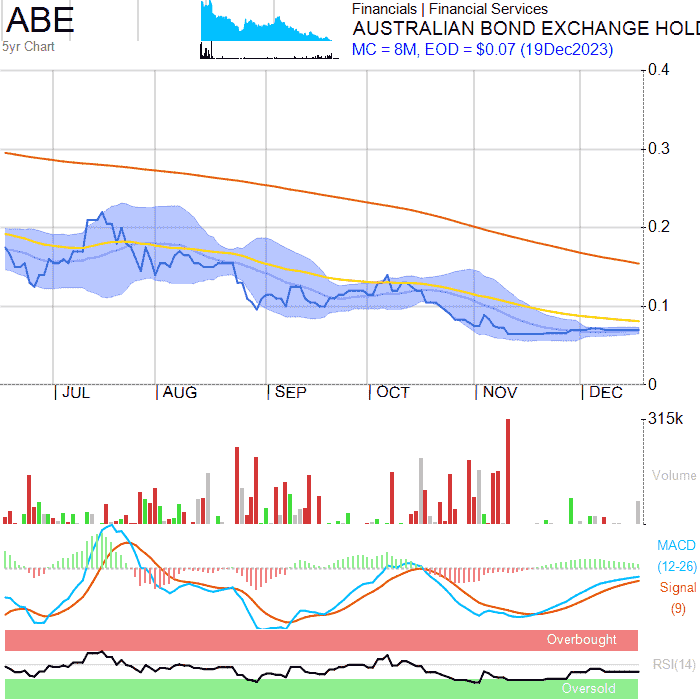 ABE
5yr Chart
Financials | Financial Services
AUSTRALIAN BOND EXCHANGE HOLD
MC = 8M, EOD = $0.07 (19Dec2023)
0.4
0.3
0.2
0.1
0
JUL AUG SEP OCT NOV DEC
315k
Volume
MACD
(12-26)
Signal
(9)
Overbought
RSI(14)
Oversold